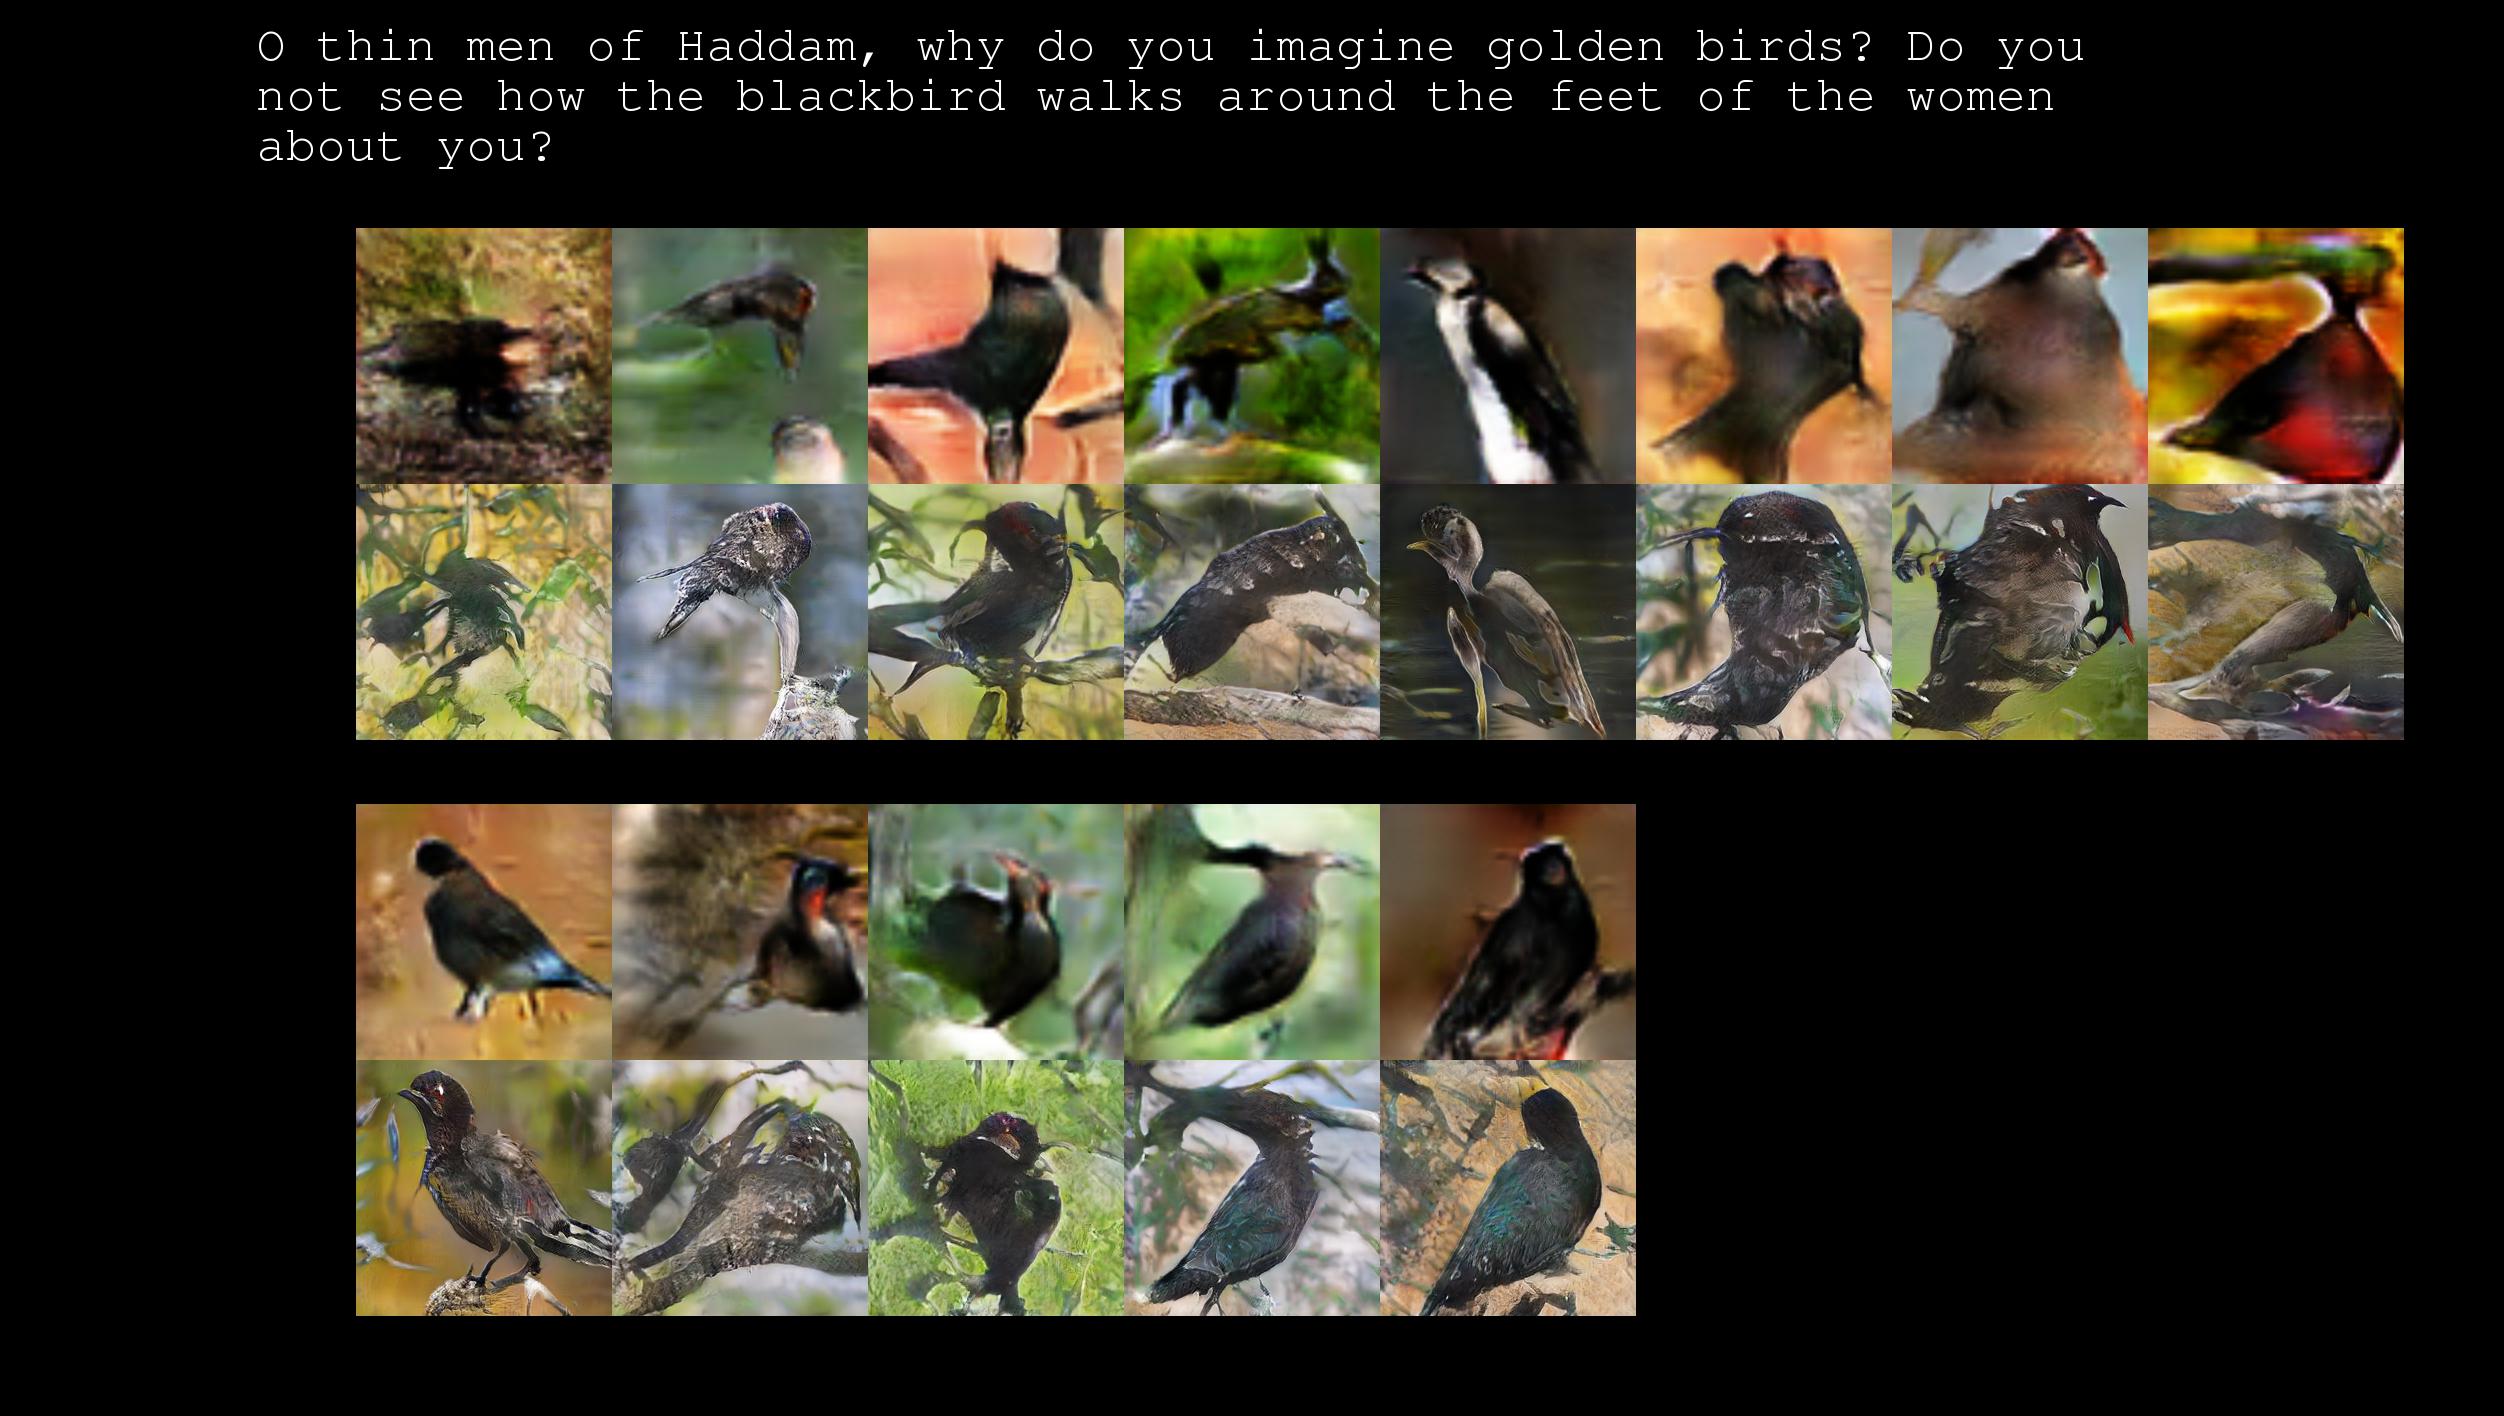 O thin men of Haddam, why do you imagine golden birds? Do you
not see how the blackbird walks around the feet of the women
about you?